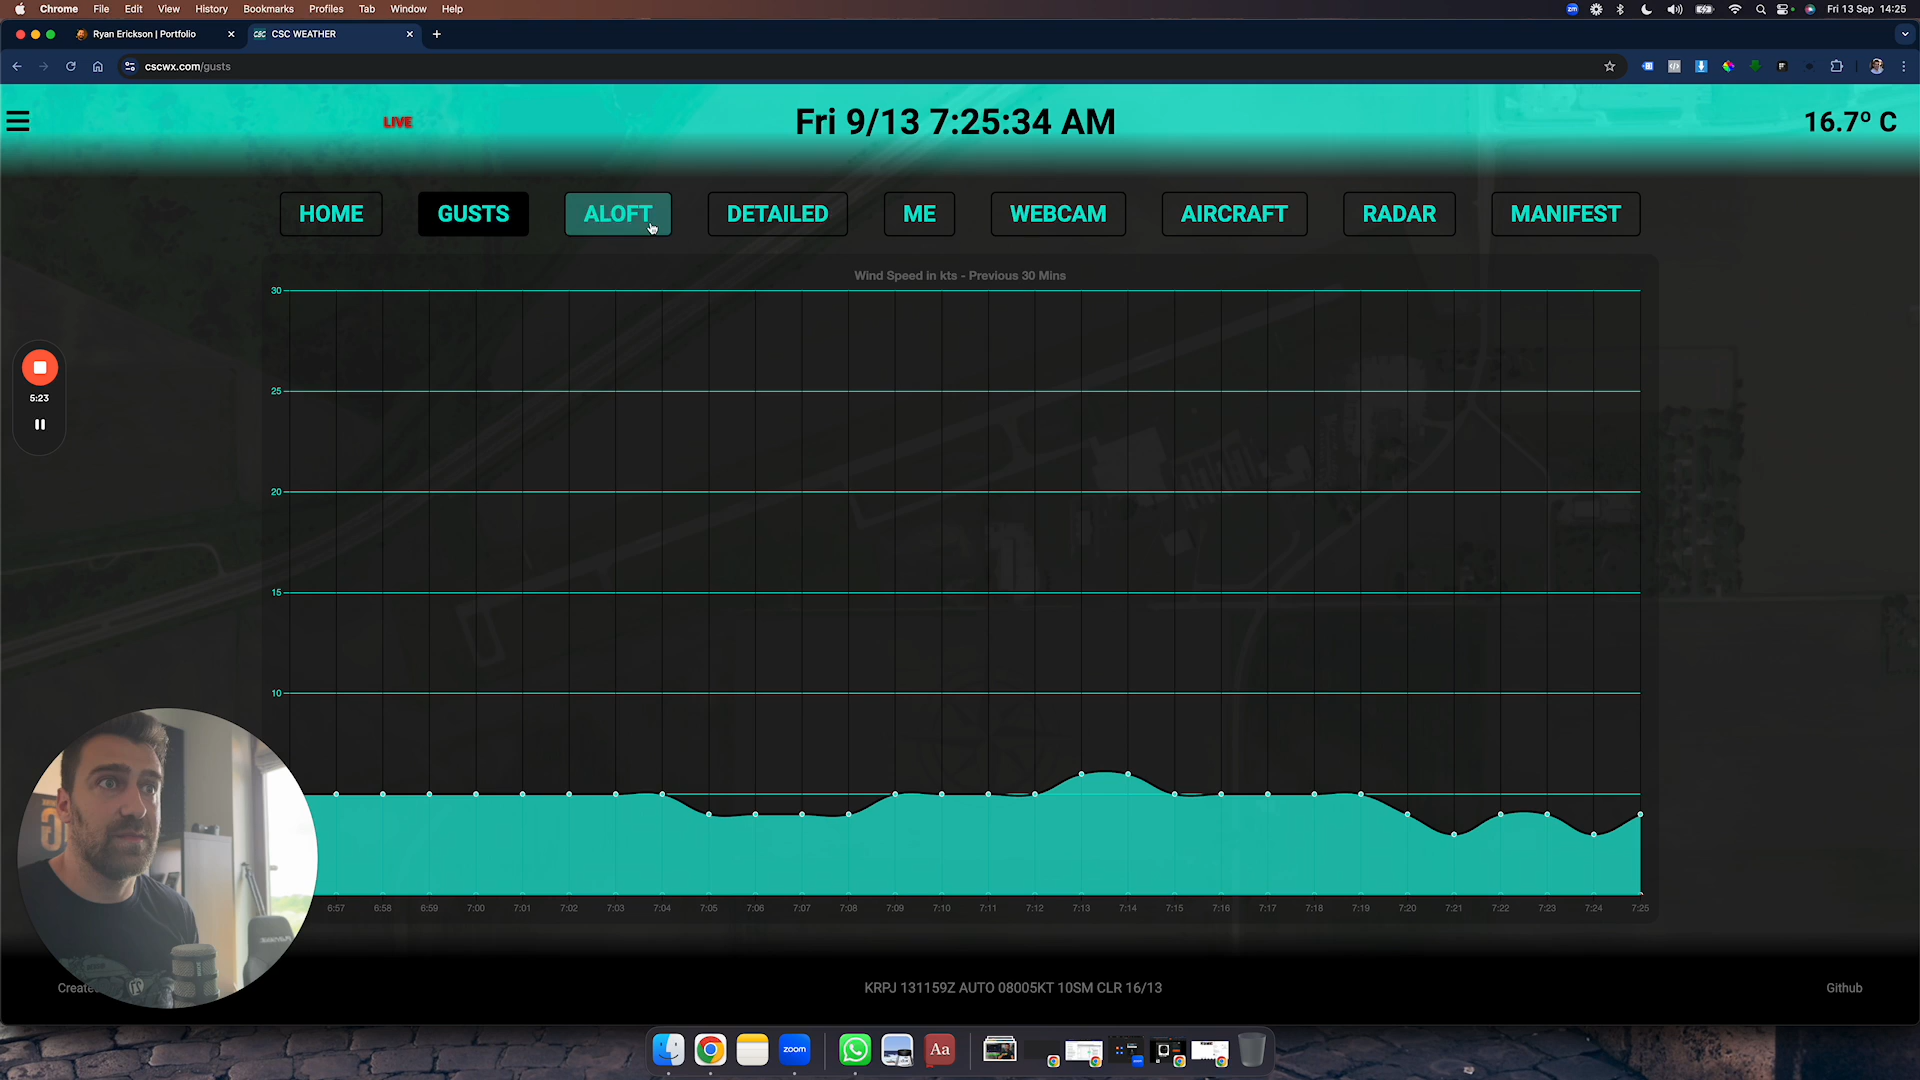 Chrome File Edit View History Bookmarks Profiles Tab Window Help
zm Fri 13 Sep 14:25
Ryan Erickson | Portfolio
CSC CSC WEATHER
cscwx.com/gusts
LIVE
Fri 9/13 7:25:34 AM
16.7º C
HOME GUSTS ALOFT DETAILED ME WEBCAM AIRCRAFT RADAR MANIFEST
Wind Speed in kts - Previous 30 Mins
30
25
20
15
10
5:23
6:57 6:58 6:59 7:00 7:01 7:02 7:03 7:04 7:05 7:06 7:07 7:08 7:09 7:10 7:11 7:12 7:13 7:14 7:15 7:16 7:17 7:18 7:19 7:20 7:21 7:22 7:23 7:24 7:25
Create
KRPJ 131159Z AUTO 08005KT 10SM CLR 16/13
Github
zoom
Aa